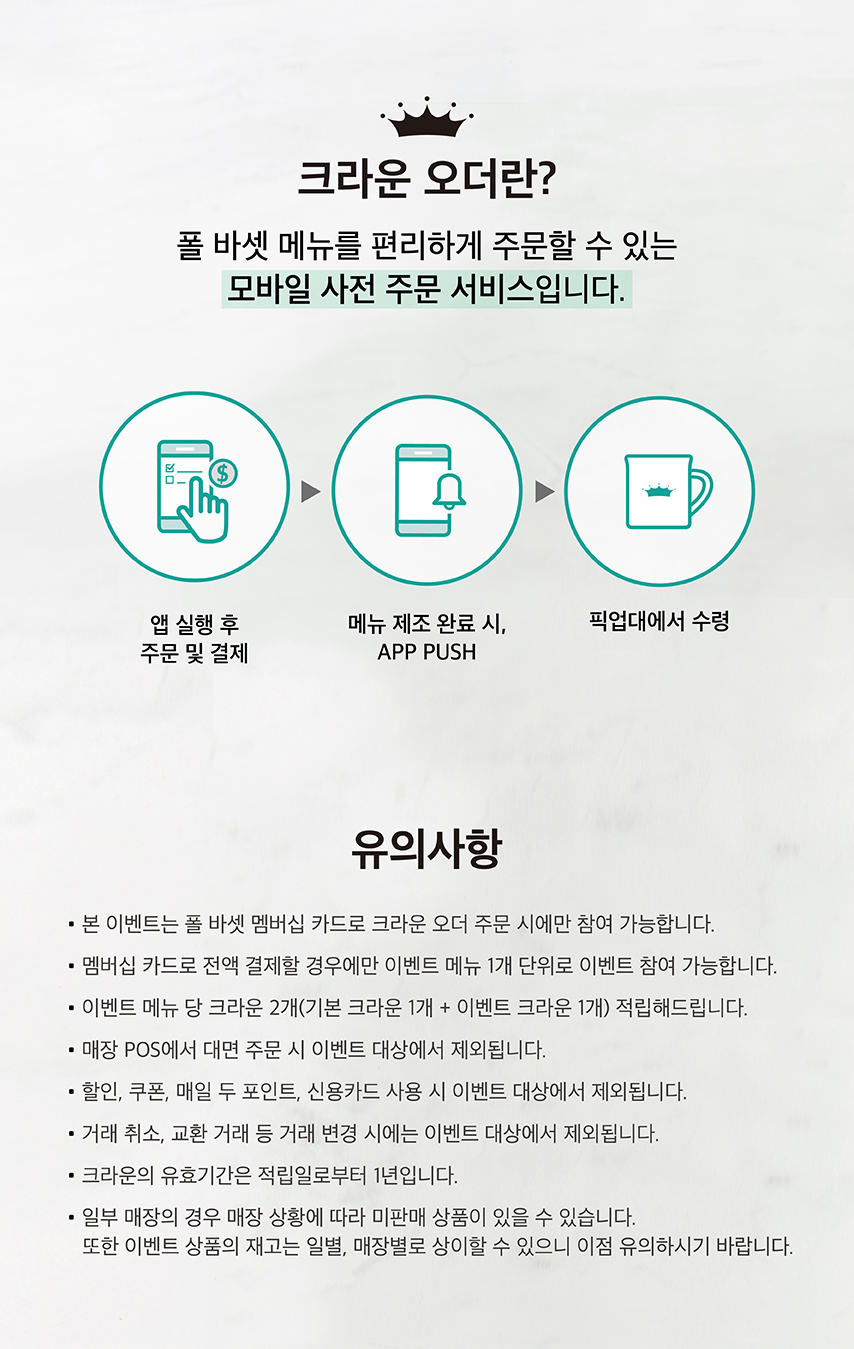 크라운 오더란?
폴 바셋 메뉴를 편리하게 주문할 수 있는
모바일 사전 주문 서비스입니다.
$
앱 실행 후
주문 및 결제
메뉴 제조 완료 시,
APP PUSH
픽업대에서 수령
유의사항
▪ 본 이벤트는 폴 바셋 멤버십 카드로 크라운 오더 주문 시에만 참여 가능합니다.
▪ 멤버십 카드로 전액 결제할 경우에만 이벤트 메뉴 1개 단위로 이벤트 참여 가능합니다.
▪ 이벤트 메뉴 당 크라운 2개(기본 크라운 1개 + 이벤트 크라운 1개) 적립해드립니다.
▪ 매장 POS에서 대면 주문 시 이벤트 대상에서 제외됩니다.
▪ 할인, 쿠폰, 매일 두 포인트, 신용카드 사용 시 이벤트 대상에서 제외됩니다.
▪ 거래 취소, 교환 거래 등 거래 변경 시에는 이벤트 대상에서 제외됩니다.
▪ 크라운의 유효기간은 적립일로부터 1년입니다.
▪ 일부 매장의 경우 매장 상황에 따라 미판매 상품이 있을 수 있습니다.
또한 이벤트 상품의 재고는 일별, 매장별로 상이할 수 있으니 이점 유의하시기 바랍니다.